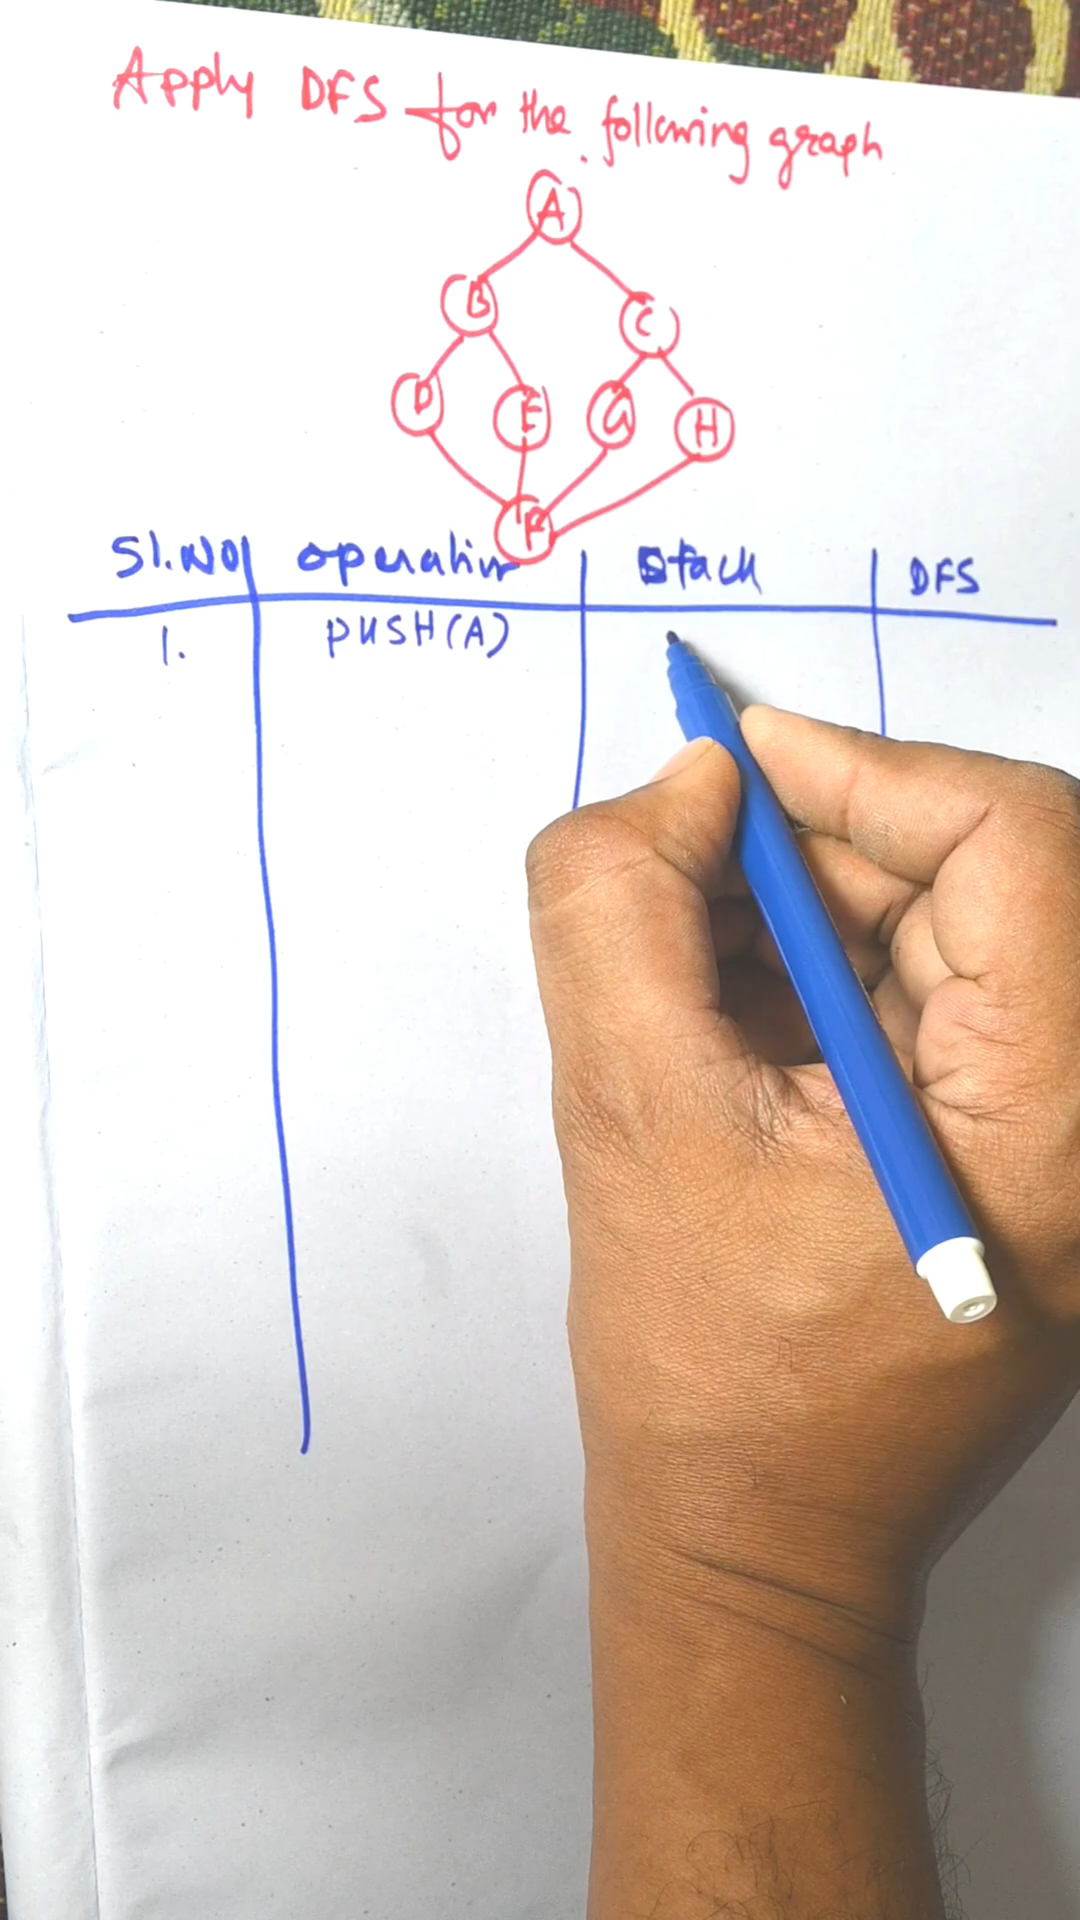 Apply DFS for the following graph
A
B C
D E G H
F
Sl.No operation Stack DFS
1. PUSH(A)